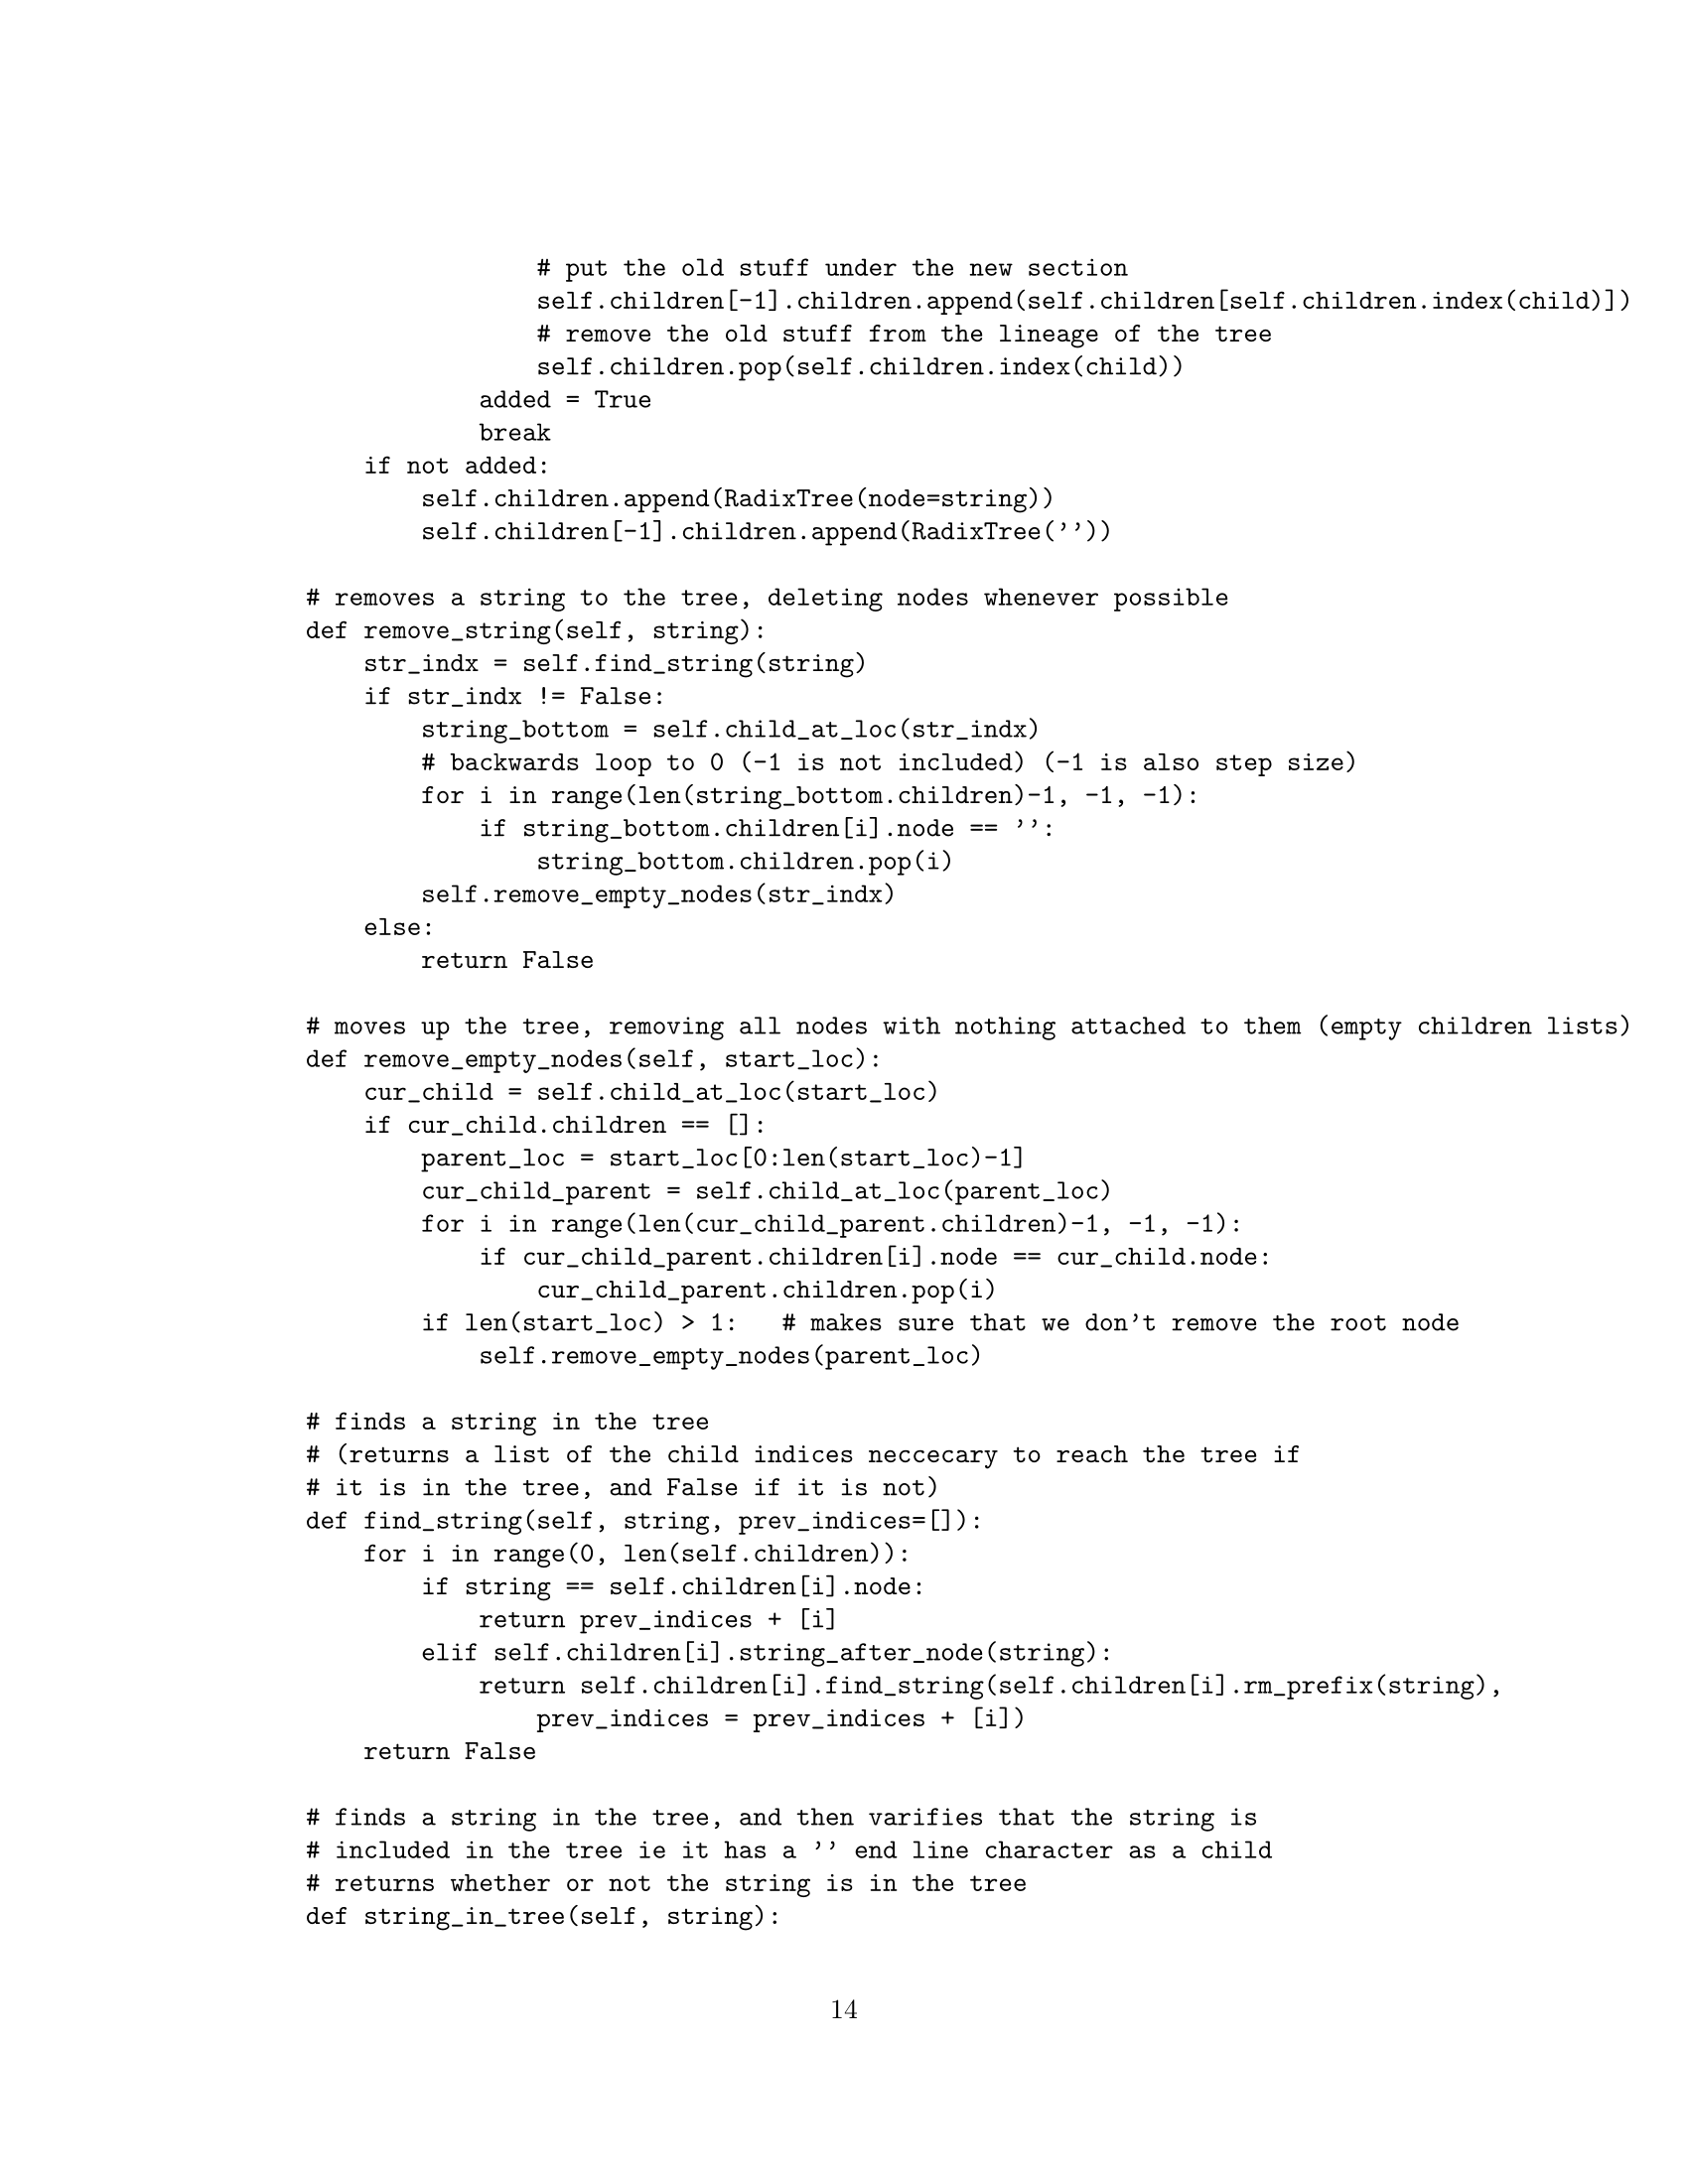 # put the old stuff under the new section
                self.children[-1].children.append(self.children[self.children.index(child)])
                # remove the old stuff from the lineage of the tree
                self.children.pop(self.children.index(child))
            added = True
            break
    if not added:
        self.children.append(RadixTree(node=string))
        self.children[-1].children.append(RadixTree(’’))

# removes a string to the tree, deleting nodes whenever possible
def remove_string(self, string):
    str_indx = self.find_string(string)
    if str_indx != False:
        string_bottom = self.child_at_loc(str_indx)
        # backwards loop to 0 (-1 is not included) (-1 is also step size)
        for i in range(len(string_bottom.children)-1, -1, -1):
            if string_bottom.children[i].node == ’’:
                string_bottom.children.pop(i)
        self.remove_empty_nodes(str_indx)
    else:
        return False

# moves up the tree, removing all nodes with nothing attached to them (empty children lists)
def remove_empty_nodes(self, start_loc):
    cur_child = self.child_at_loc(start_loc)
    if cur_child.children == []:
        parent_loc = start_loc[0:len(start_loc)-1]
        cur_child_parent = self.child_at_loc(parent_loc)
        for i in range(len(cur_child_parent.children)-1, -1, -1):
            if cur_child_parent.children[i].node == cur_child.node:
                cur_child_parent.children.pop(i)
        if len(start_loc) > 1:   # makes sure that we don’t remove the root node
            self.remove_empty_nodes(parent_loc)

# finds a string in the tree
# (returns a list of the child indices neccecary to reach the tree if
# it is in the tree, and False if it is not)
def find_string(self, string, prev_indices=[]):
    for i in range(0, len(self.children)):
        if string == self.children[i].node:
            return prev_indices + [i]
        elif self.children[i].string_after_node(string):
            return self.children[i].find_string(self.children[i].rm_prefix(string),
                prev_indices = prev_indices + [i])
    return False

# finds a string in the tree, and then varifies that the string is
# included in the tree ie it has a ’’ end line character as a child
# returns whether or not the string is in the tree
def string_in_tree(self, string):

14